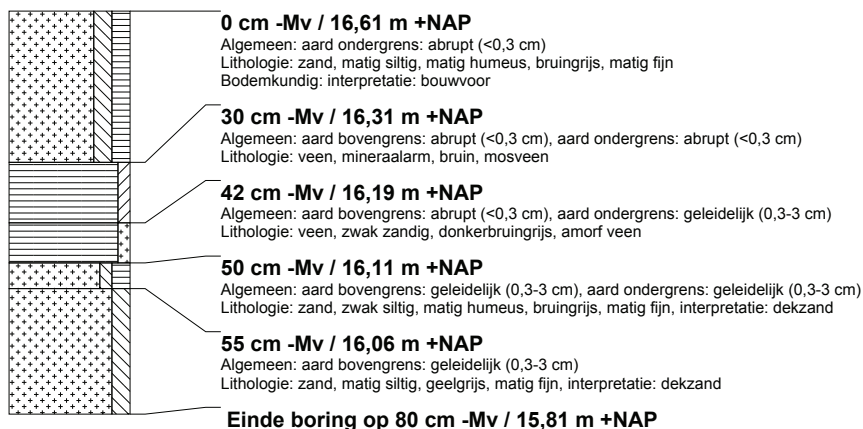 0 cm -Mv / 16,61 m +NAP
Algemeen: aard ondergrens: abrupt (<0,3 cm)
Lithologie: zand, matig siltig, matig humeus, bruingrijs, matig fijn
Bodemkundig: interpretatie: bouwvoor
30 cm -Mv / 16,31 m +NAP
Algemeen: aard bovengrens: abrupt (<0,3 cm), aard ondergrens: abrupt (<0,3 cm)
Lithologie: veen, mineraalarm, bruin, mosveen
42 cm -Mv / 16,19 m +NAP
Algemeen: aard bovengrens: abrupt (<0,3 cm), aard ondergrens: geleidelijk (0,3-3 cm)
Lithologie: veen, zwak zandig, donkerbruingrijs, amorf veen
50 cm -Mv / 16,11 m +NAP
Algemeen: aard bovengrens: geleidelijk (0,3-3 cm), aard ondergrens: geleidelijk (0,3-3 cm)
Lithologie: zand, zwak siltig, matig humeus, bruingrijs, matig fijn, interpretatie: dekzand
55 cm -Mv / 16,06 m +NAP
Algemeen: aard bovengrens: geleidelijk (0,3-3 cm)
Lithologie: zand, matig siltig, geelgrijs, matig fijn, interpretatie: dekzand
Einde boring op 80 cm -Mv / 15,81 m +NAP